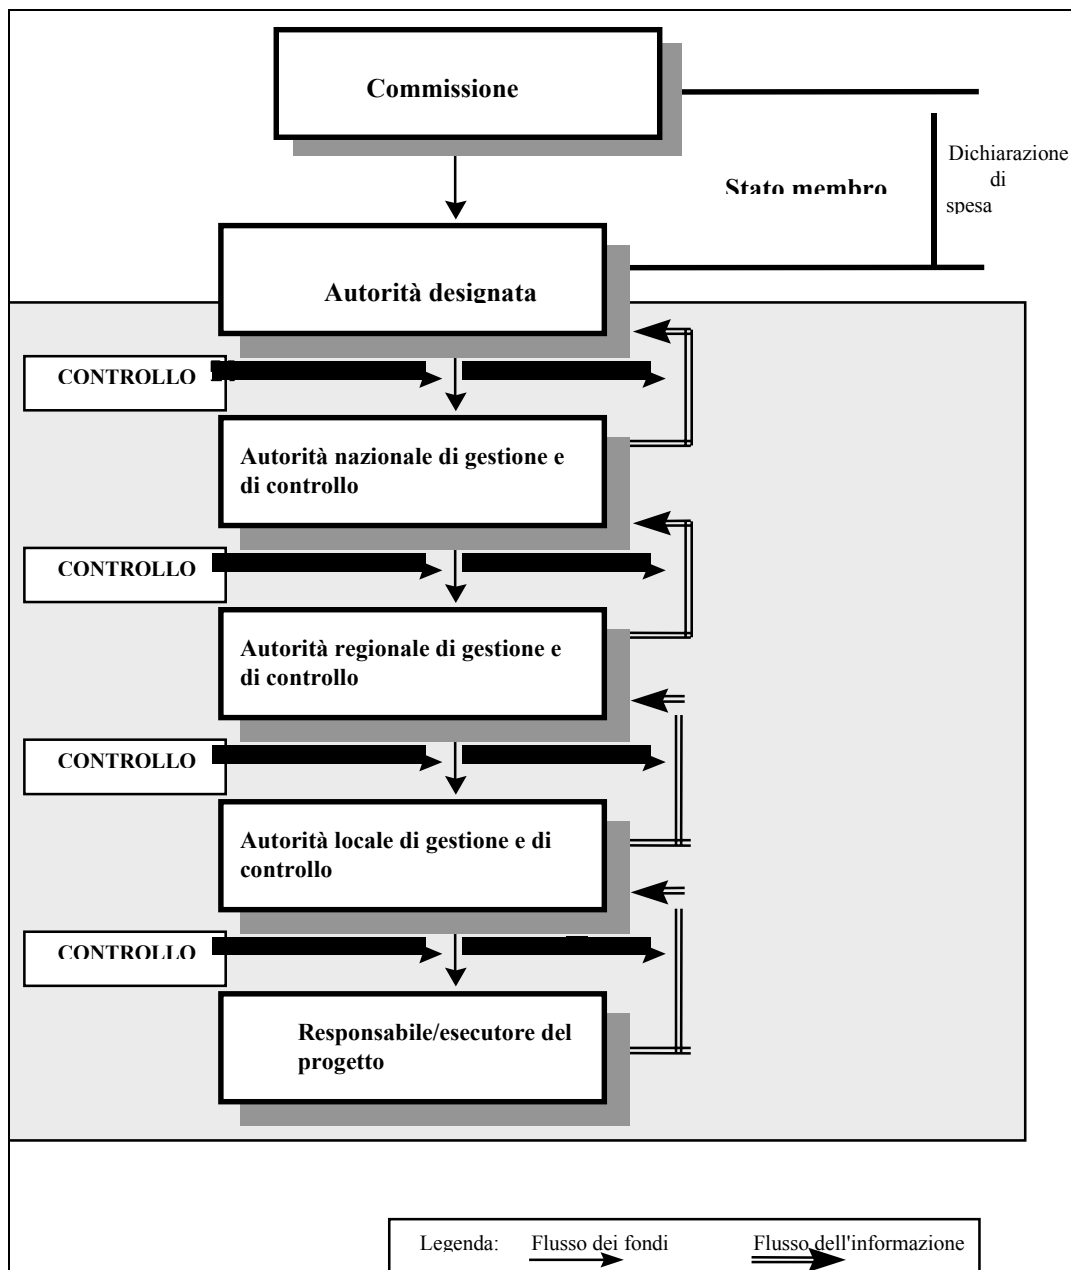 Commissione
Dichiarazione
di
spesa
Stato membro
Autorità designata
CONTROLLO
Autorità nazionale di gestione e
di controllo
CONTROLLO
Autorità regionale di gestione e
di controllo
CONTROLLO
Autorità locale di gestione e di
controllo
CONTROLLO
Responsabile/esecutore del
progetto
Legenda: Flusso dei fondi Flusso dell'informazione